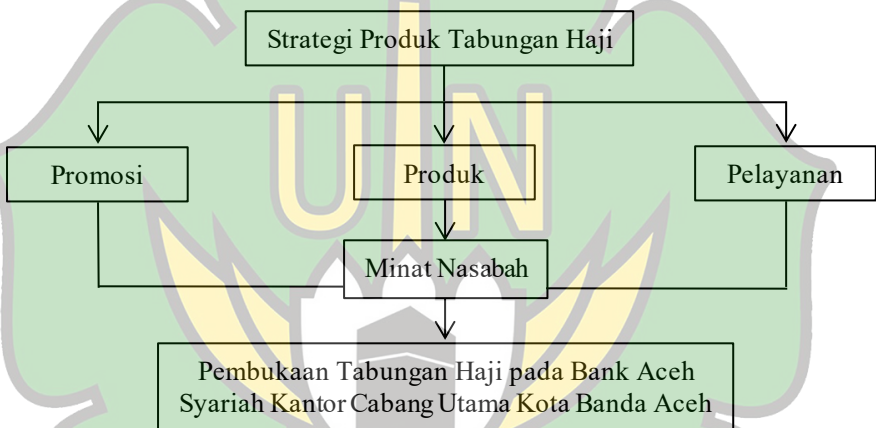 Strategi Produk Tabungan Haji
UIN
Promosi
Produk
Pelayanan
Minat Nasabah
Pembukaan Tabungan Haji pada Bank Aceh
Syariah Kantor Cabang Utama Kota Banda Aceh